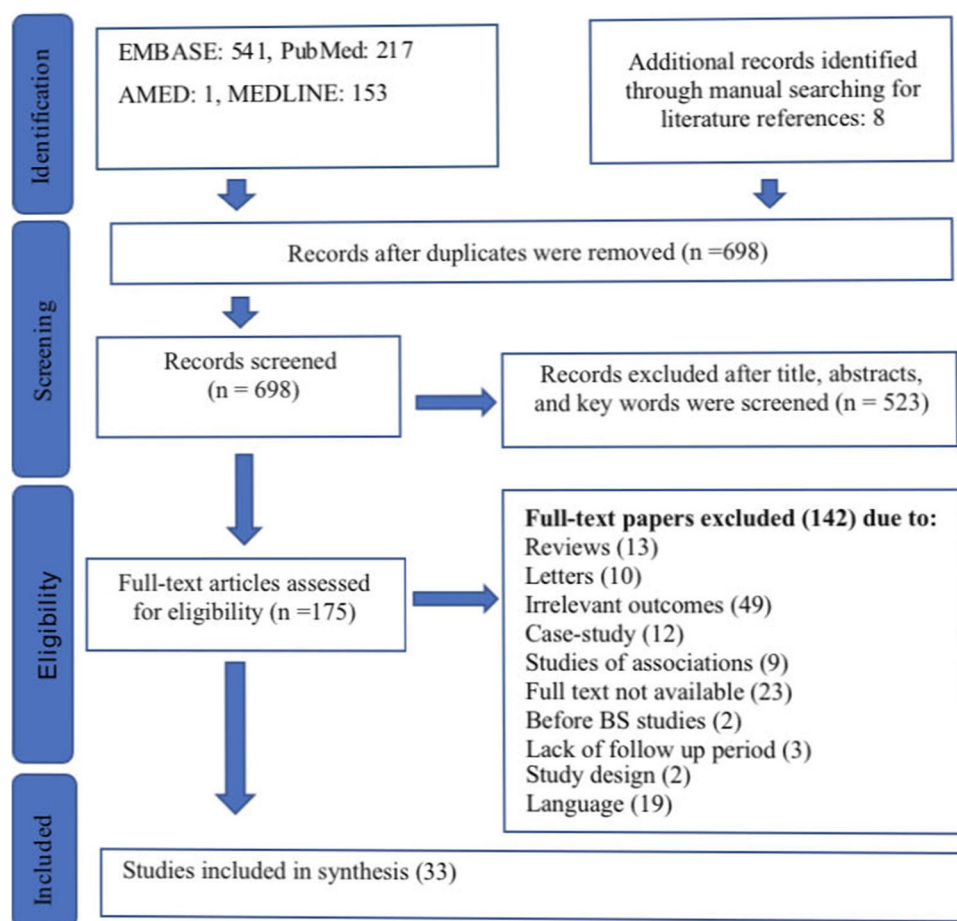 Identification
EMBASE: 541, PubMed: 217
AMED: 1, MEDLINE: 153
Additional records identified
through manual searching for
literature references: 8
Screening
Records after duplicates were removed (n =698)
Records screened
(n = 698)
Records excluded after title, abstracts,
and key words were screened (n = 523)
Eligibility
Full-text articles assessed
for eligibility (n =175)
Full-text papers excluded (142) due to:
Reviews (13)
Letters (10)
Irrelevant outcomes (49)
Case-study (12)
Studies of associations (9)
Full text not available (23)
Before BS studies (2)
Lack of follow up period (3)
Study design (2)
Language (19)
Included
Studies included in synthesis (33)